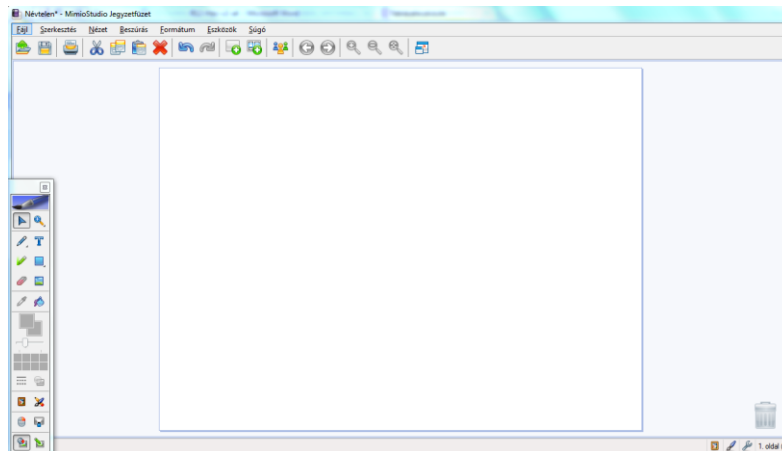 Névtelen* - MimioStudio Jegyzetfüzet
Fájl Szerkesztés Nézet Beszúrás Formátum Eszközök Súgó
T
1. oldal